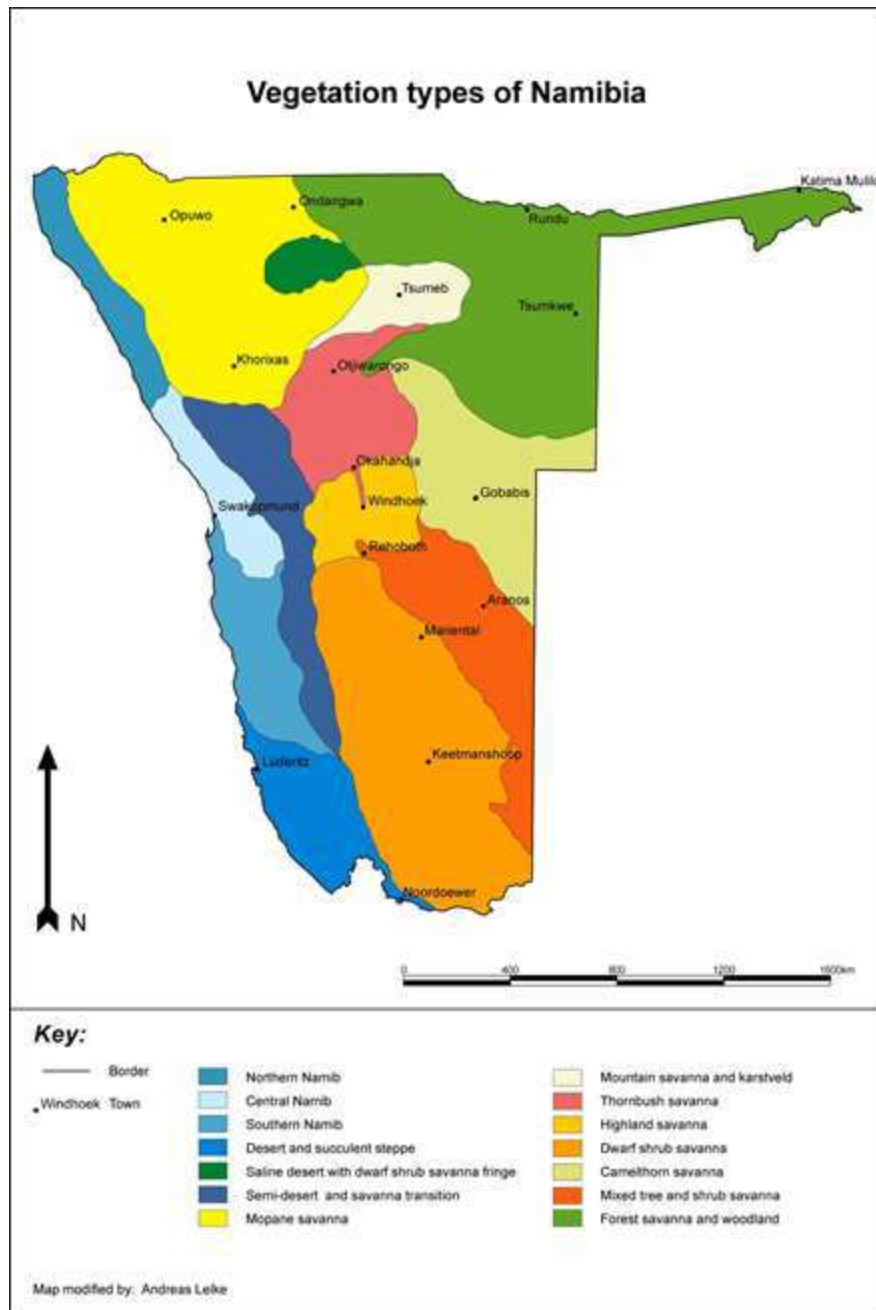 Vegetation types of Namibia
Katima Mulilo
Ondangwa
Opuwo
Rundu
Tsumeb
Tsumkwe
Khorixas
Otjiwarongo
Okahandja
Gobabis
Windhoek
Swakopmund
Rehoboth
Aranos
Mariental
Keetmanshoop
Lüderitz
Noordoewer
N
0 400 800 1200 1600km
Key:
Border
Windhoek Town
Northern Namib
Central Namib
Southern Namib
Desert and succulent steppe
Saline desert with dwarf shrub savanna fringe
Semi-desert and savanna transition
Mopane savanna
Mountain savanna and karstveld
Thornbush savanna
Highland savanna
Dwarf shrub savanna
Camelthorn savanna
Mixed tree and shrub savanna
Forest savanna and woodland
Map modified by: Andreas Leike